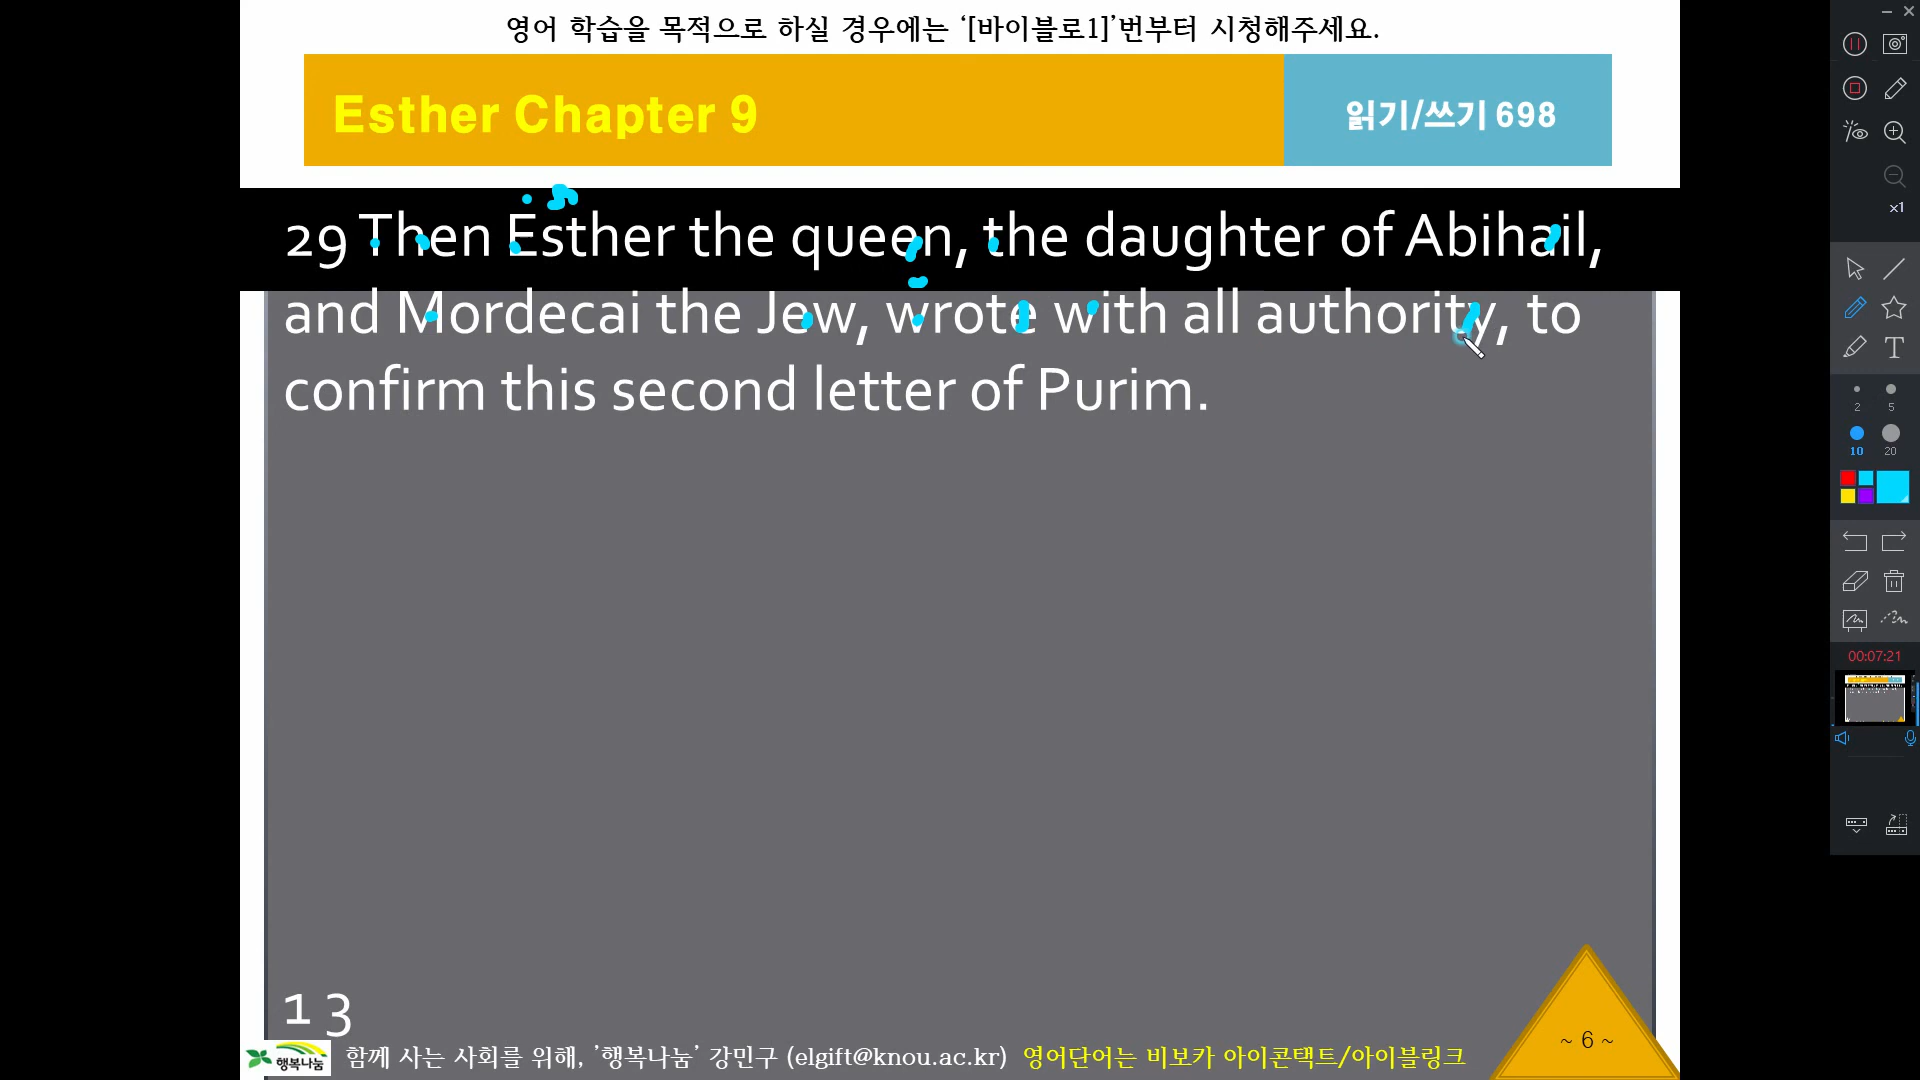 영어 학습을 목적으로 하실 경우에는 ‘[바이블로1]’번부터 시청해주세요.
Esther Chapter 9
읽기/쓰기 698
29 Then Esther the queen, the daughter of Abihail,
and Mordecai the Jew, wrote with all authority, to
confirm this second letter of Purim.
x1
2 5
10 20
00:07:21
1 3
~ 6 ~
행복나눔 함께 사는 사회를 위해, ’행복나눔’ 강민구 (elgift@knou.ac.kr) 영어단어는 비보카 아이콘택트/아이블링크